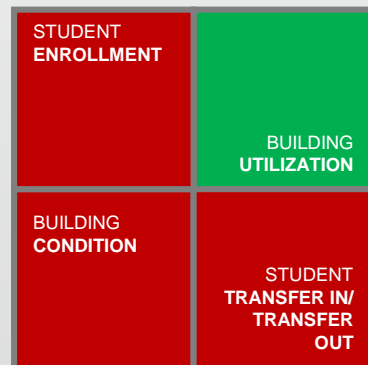 STUDENT
ENROLLMENT
BUILDING
UTILIZATION
BUILDING
CONDITION
STUDENT
TRANSFER IN/
TRANSFER
OUT